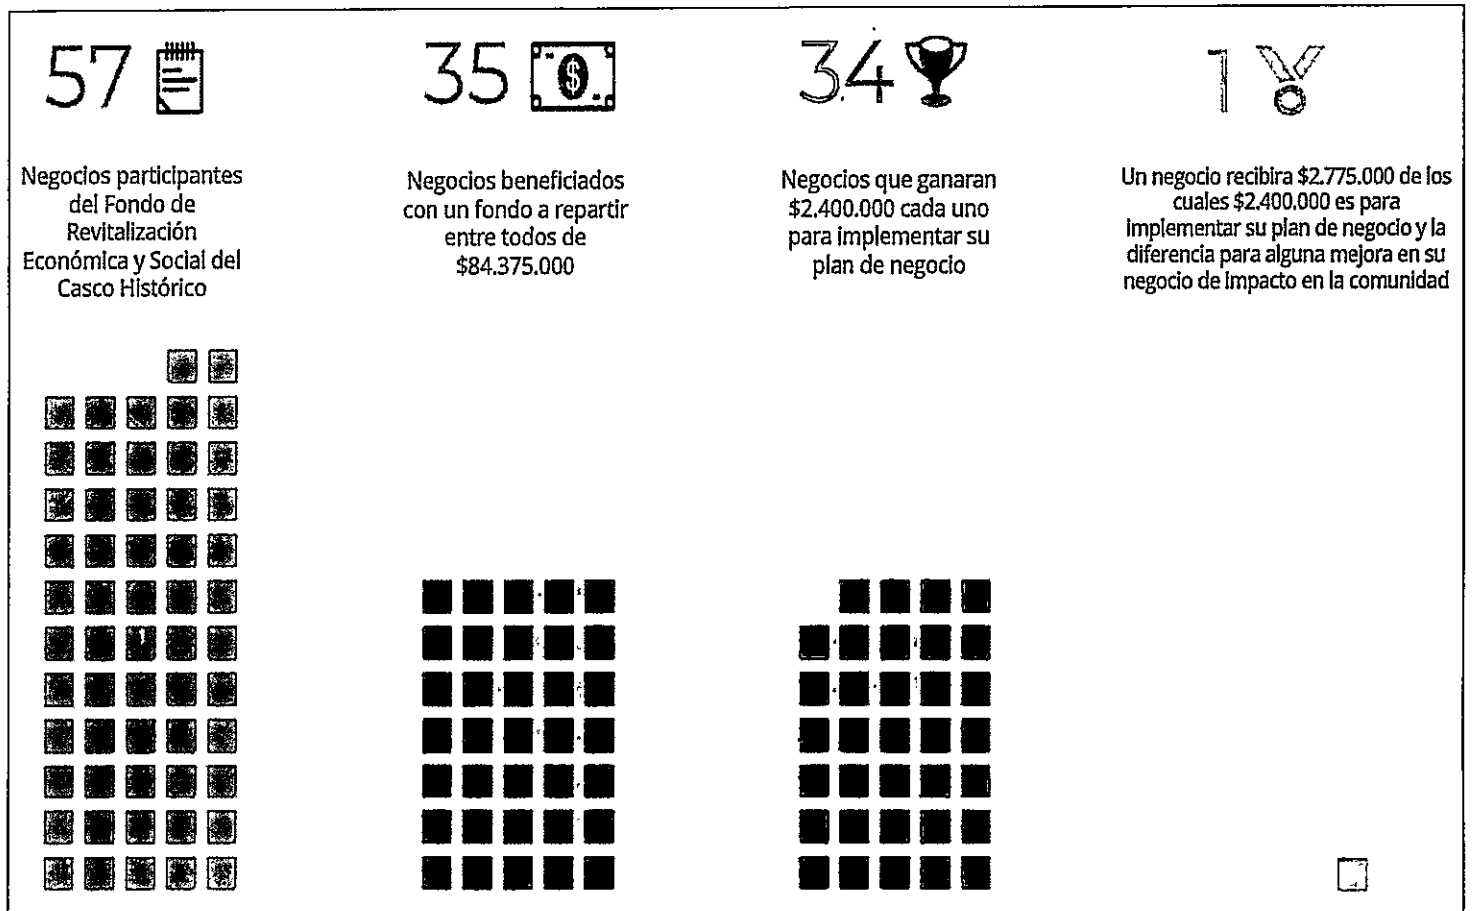 57
Negocios participantes
del Fondo de
Revitalización
Económica y Social del
Casco Histórico
35
Negocios beneficiados
con un fondo a repartir
entre todos de
$84.375.000
34
Negocios que ganaran
$2.400.000 cada uno
para implementar su
plan de negocio
1
Un negocio recibira $2.775.000 de los
cuales $2.400.000 es para
implementar su plan de negocio y la
diferencia para alguna mejora en su
negocio de impacto en la comunidad